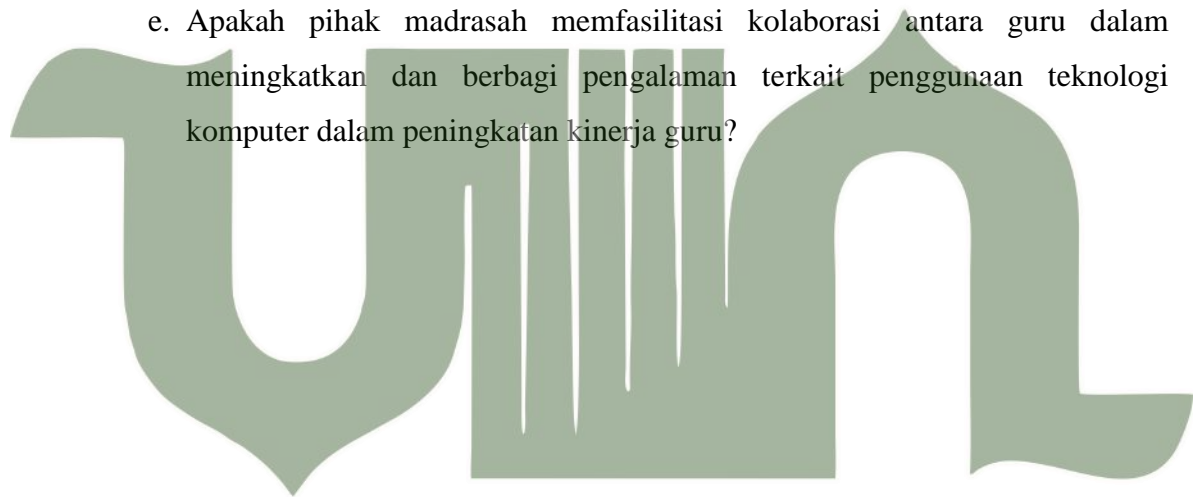 e. Apakah pihak madrasah memfasilitasi kolaborasi antara guru dalam
meningkatkan dan berbagi pengalaman terkait penggunaan teknologi
komputer dalam peningkatan kinerja guru?